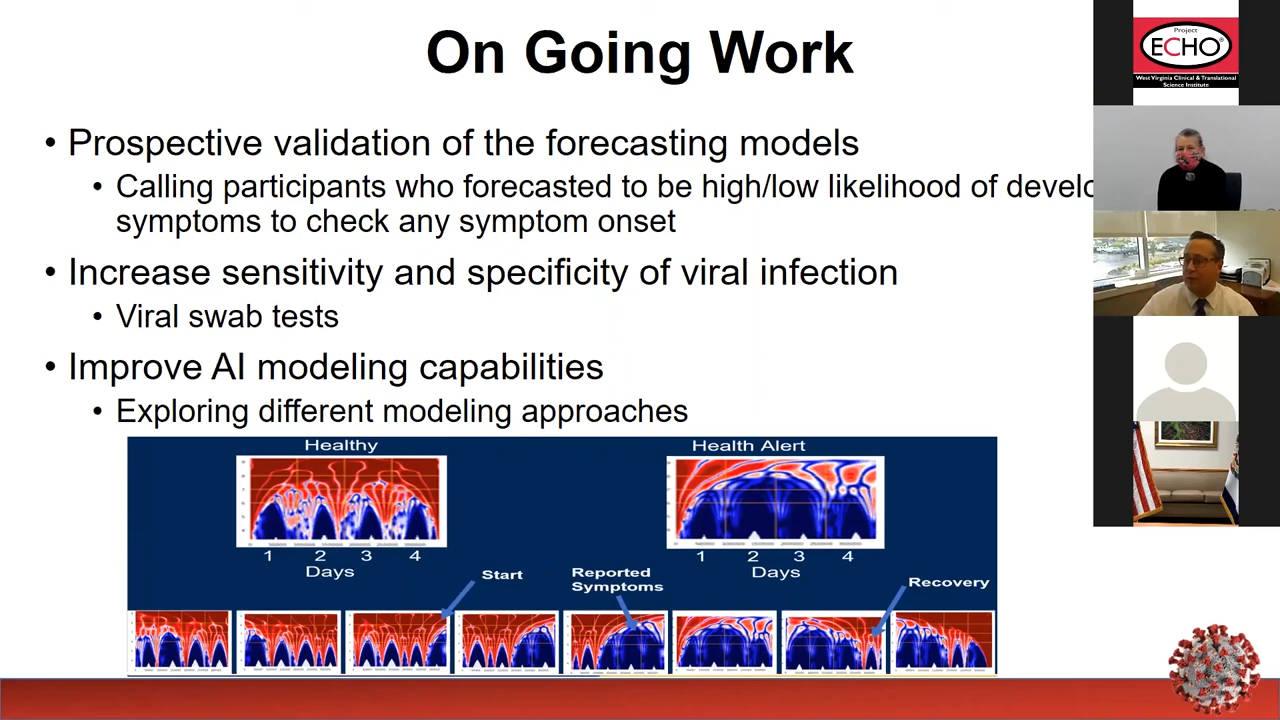 On Going Work
• Prospective validation of the forecasting models
• Calling participants who forecasted to be high/low likelihood of develo
symptoms to check any symptom onset
• Increase sensitivity and specificity of viral infection
• Viral swab tests
• Improve AI modeling capabilities
• Exploring different modeling approaches
Healthy
1 2 3 4
Days
Health Alert
1 2 3 4
Days
Start
Reported
Symptoms
Recovery
Project
ECHO®
West Virginia Clinical & Translational
Science Institute